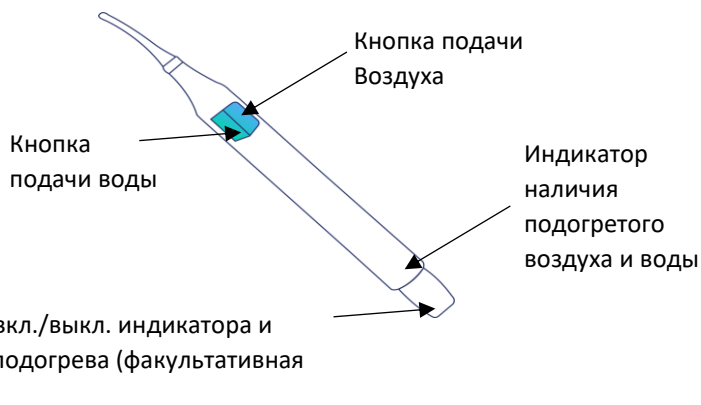 Кнопка подачи
Воздуха
Кнопка
подачи воды
Индикатор
наличия
подогретого
воздуха и воды
вкл./выкл. индикатора и
подогрева (факультативная